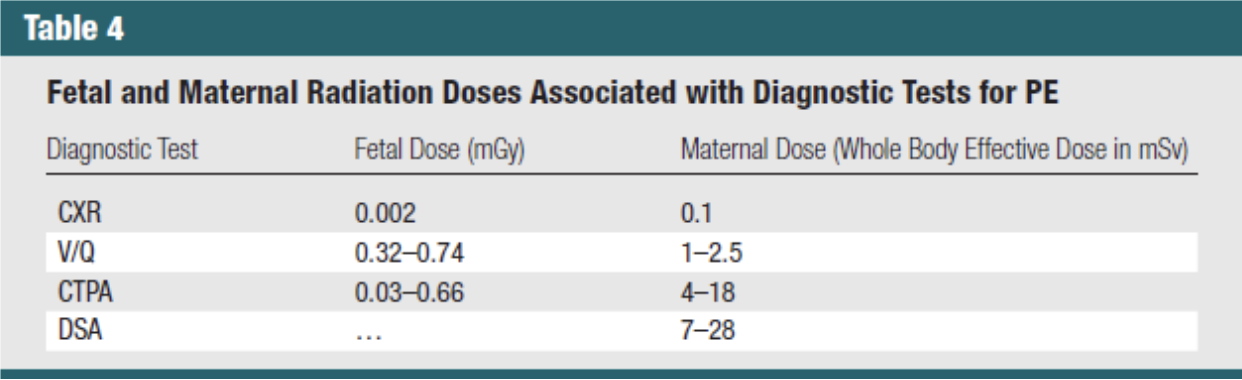 Table 4
Fetal and Maternal Radiation Doses Associated with Diagnostic Tests for PE
Diagnostic Test Fetal Dose (mGy) Maternal Dose (Whole Body Effective Dose in mSv)
CXR 0.002 0.1
V/Q 0.32–0.74 1–2.5
CTPA 0.03–0.66 4–18
DSA … 7–28